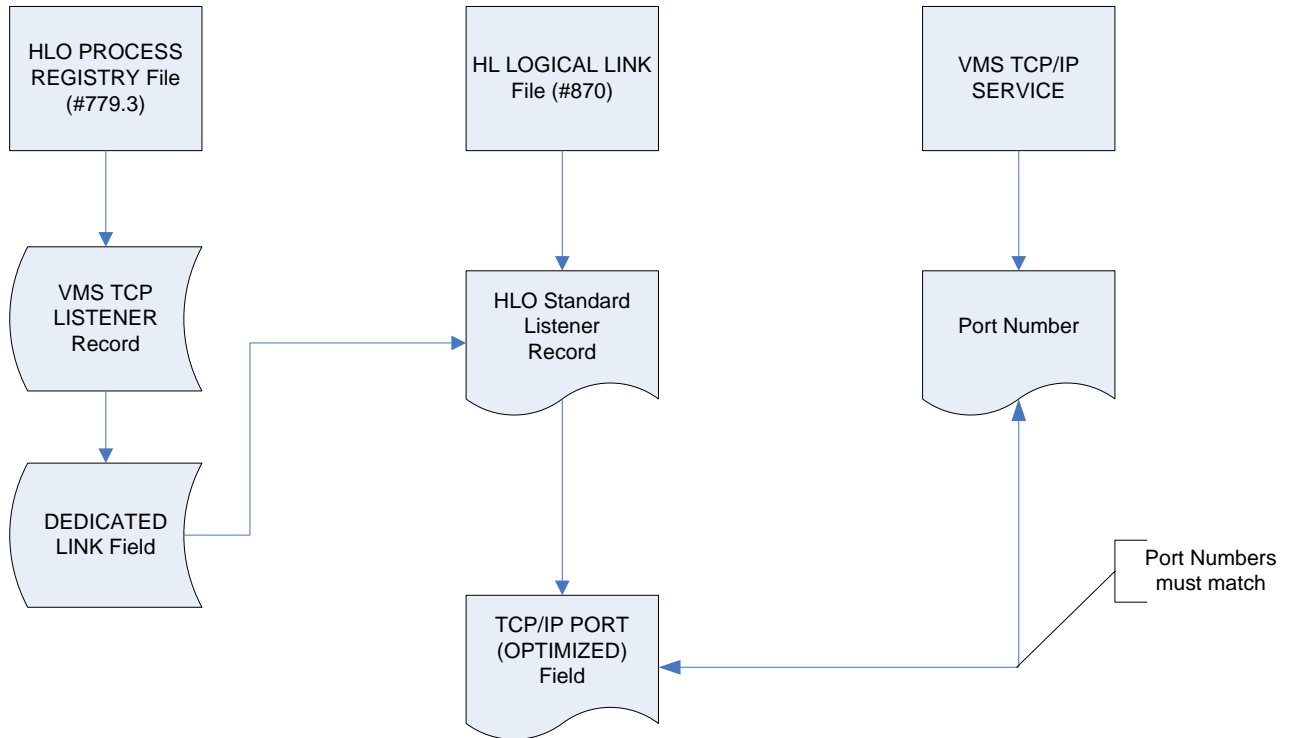 HLO PROCESS
REGISTRY File
(#779.3)
HL LOGICAL LINK
File (#870)
VMS TCP/IP
SERVICE
VMS TCP
LISTENER
Record
HLO Standard
Listener
Record
Port Number
DEDICATED
LINK Field
TCP/IP PORT
(OPTIMIZED)
Field
Port Numbers
must match